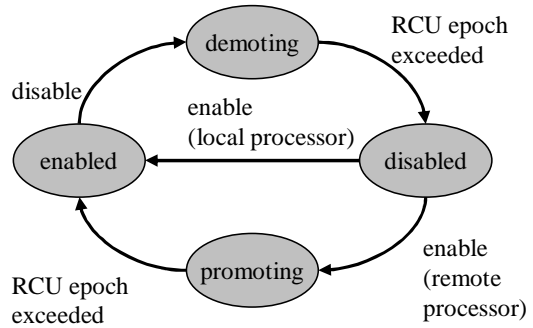 demoting
RCU epoch
exceeded
disable
enable
(local processor)
enabled
disabled
promoting
enable
(remote
processor)
RCU epoch
exceeded